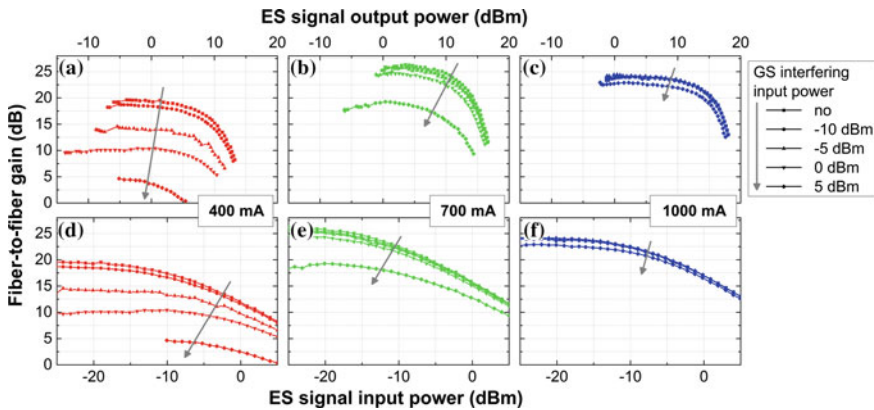 ES signal output power (dBm)
-10 0 10 20 -10 0 10 20 -10 0 10 20
Fiber-to-fiber gain (dB)
25
20
15
10
5
0
(a)
(b)
(c)
GS interfering
input power
no
-10 dBm
-5 dBm
0 dBm
5 dBm
400 mA
700 mA
1000 mA
25
20
15
10
5
0
(d)
(e)
(f)
-20 -10 0 -20 -10 0 -20 -10 0
ES signal input power (dBm)